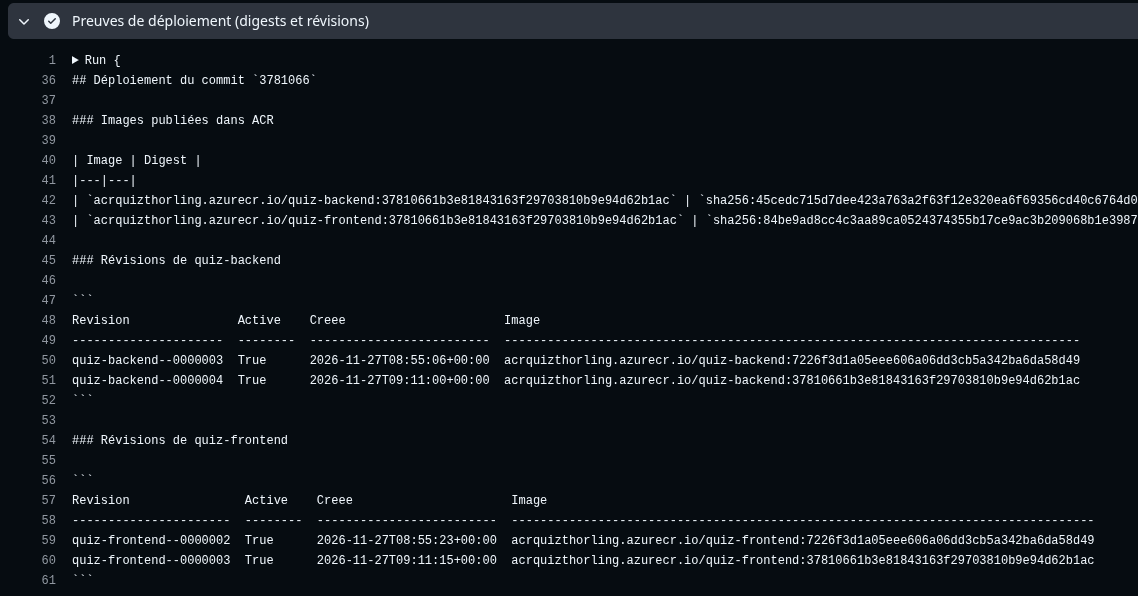 Preuves de déploiement (digests et révisions)
1 Run {
36 ## Déploiement du commit `3781066`
37
38 ### Images publiées dans ACR
39
40 | Image | Digest |
41 |---|---|
42 | `acrquizthorling.azurecr.io/quiz-backend:37810661b3e81843163f29703810b9e94d62b1ac` | `sha256:45cedc715d7dee423a763a2f63f12e320ea6f69356cd40c6764d0
43 | `acrquizthorling.azurecr.io/quiz-frontend:37810661b3e81843163f29703810b9e94d62b1ac` | `sha256:84be9ad8cc4c3aa89ca0524374355b17ce9ac3b209068b1e3987
44
45 ### Révisions de quiz-backend
46
47 ```
48 Revision               Active    Creee                      Image
49 ---------------------  --------  -------------------------  --------------------------------------------------------------------------------
50 quiz-backend--0000003  True      2026-11-27T08:55:06+00:00  acrquizthorling.azurecr.io/quiz-backend:7226f3d1a05eee606a06dd3cb5a342ba6da58d49
51 quiz-backend--0000004  True      2026-11-27T09:11:00+00:00  acrquizthorling.azurecr.io/quiz-backend:37810661b3e81843163f29703810b9e94d62b1ac
52 ```
53
54 ### Révisions de quiz-frontend
55
56 ```
57 Revision                Active    Creee                      Image
58 ----------------------  --------  -------------------------  ---------------------------------------------------------------------------------
59 quiz-frontend--0000002  True      2026-11-27T08:55:23+00:00  acrquizthorling.azurecr.io/quiz-frontend:7226f3d1a05eee606a06dd3cb5a342ba6da58d49
60 quiz-frontend--0000003  True      2026-11-27T09:11:15+00:00  acrquizthorling.azurecr.io/quiz-frontend:37810661b3e81843163f29703810b9e94d62b1ac
61 ```